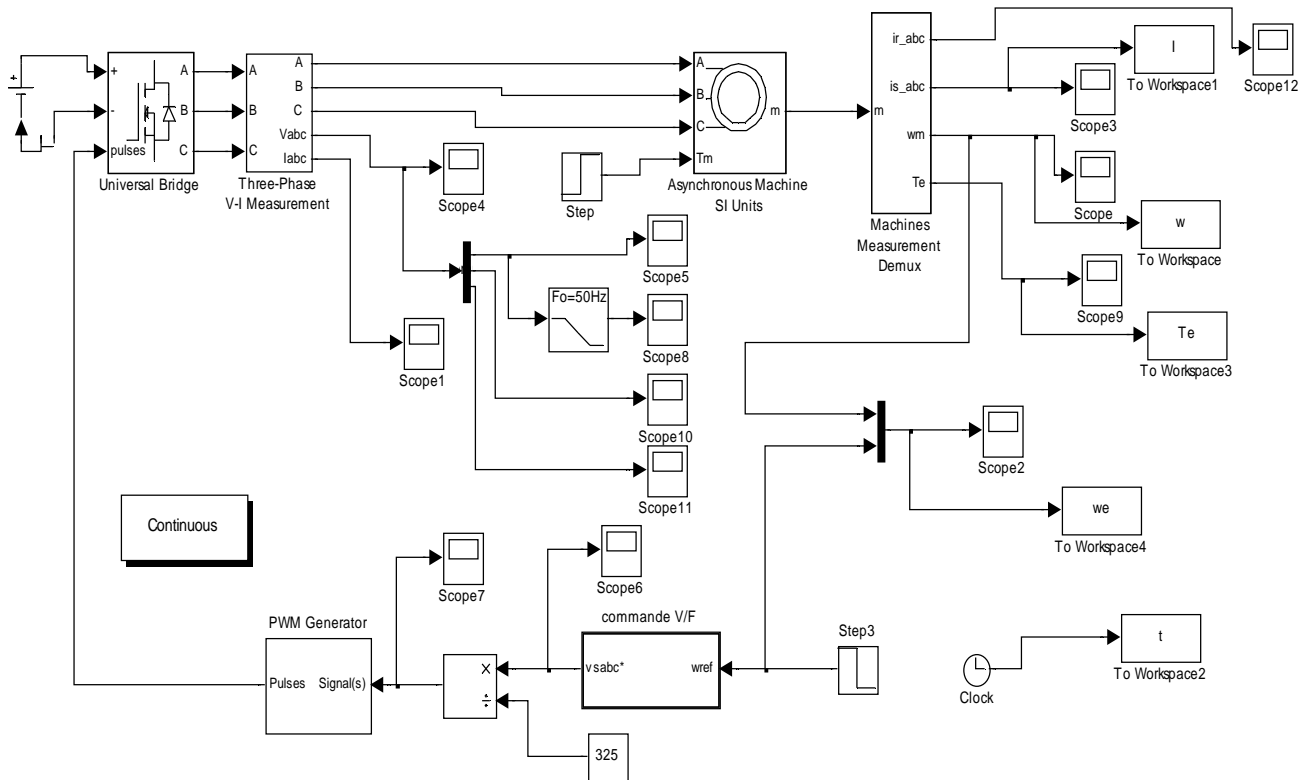 +
+
-
pulses
A
B
C
Universal Bridge
A
B
C
A
B
C
Vabc
Iabc
Three-Phase
V-I Measurement
Scope4
Step
A
B
C
Tm
m
Asynchronous Machine
SI Units
m
ir_abc
is_abc
wm
Te
Machines
Measurement
Demux
I
To Workspace1
Scope12
Scope3
Scope
w
To Workspace
Scope9
Te
To Workspace3
Scope5
Fo=50Hz
Scope8
Scope1
Scope10
Scope11
Scope2
we
To Workspace4
Continuous
Scope7
Scope6
PWM Generator
Pulses
Signal(s)
×
÷
commande V/F
vsabc*
wref
Step3
325
Clock
t
To Workspace2